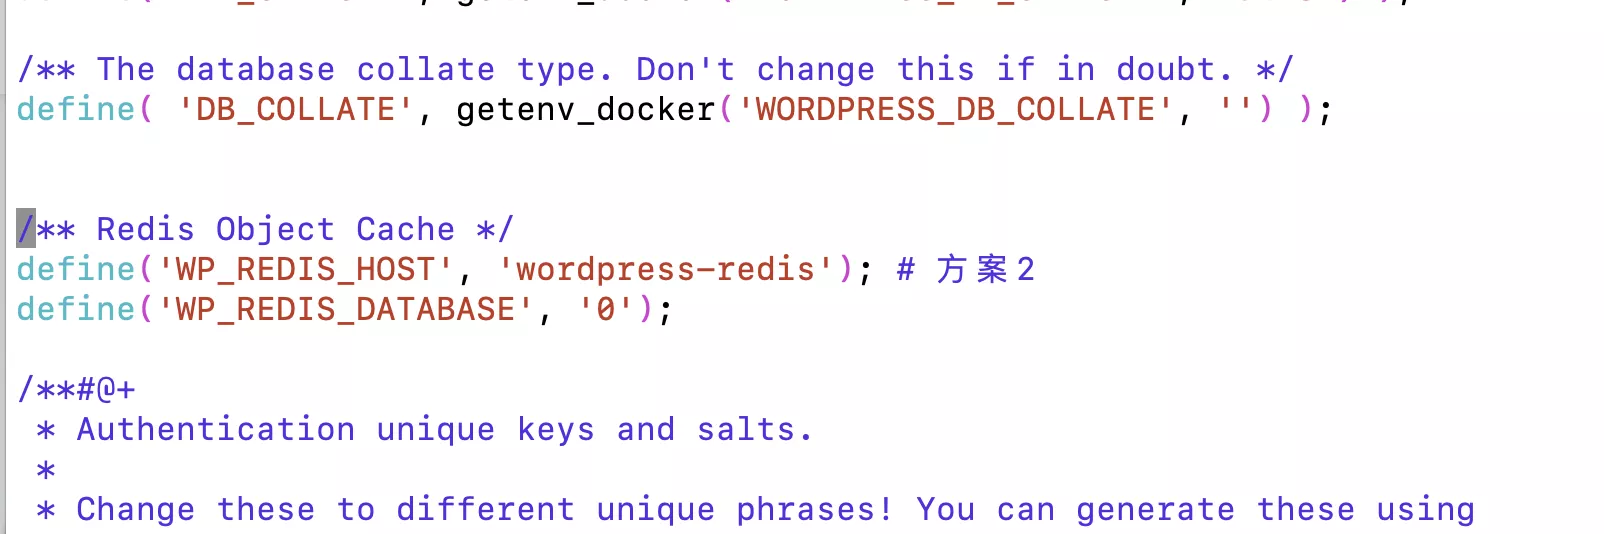 /** The database collate type. Don't change this if in doubt. */
define( 'DB_COLLATE', getenv_docker('WORDPRESS_DB_COLLATE', '') );
/** Redis Object Cache */
define('WP_REDIS_HOST', 'wordpress-redis'); # 方案2
define('WP_REDIS_DATABASE', '0');
/**#@+
 * Authentication unique keys and salts.
 *
 * Change these to different unique phrases! You can generate these using